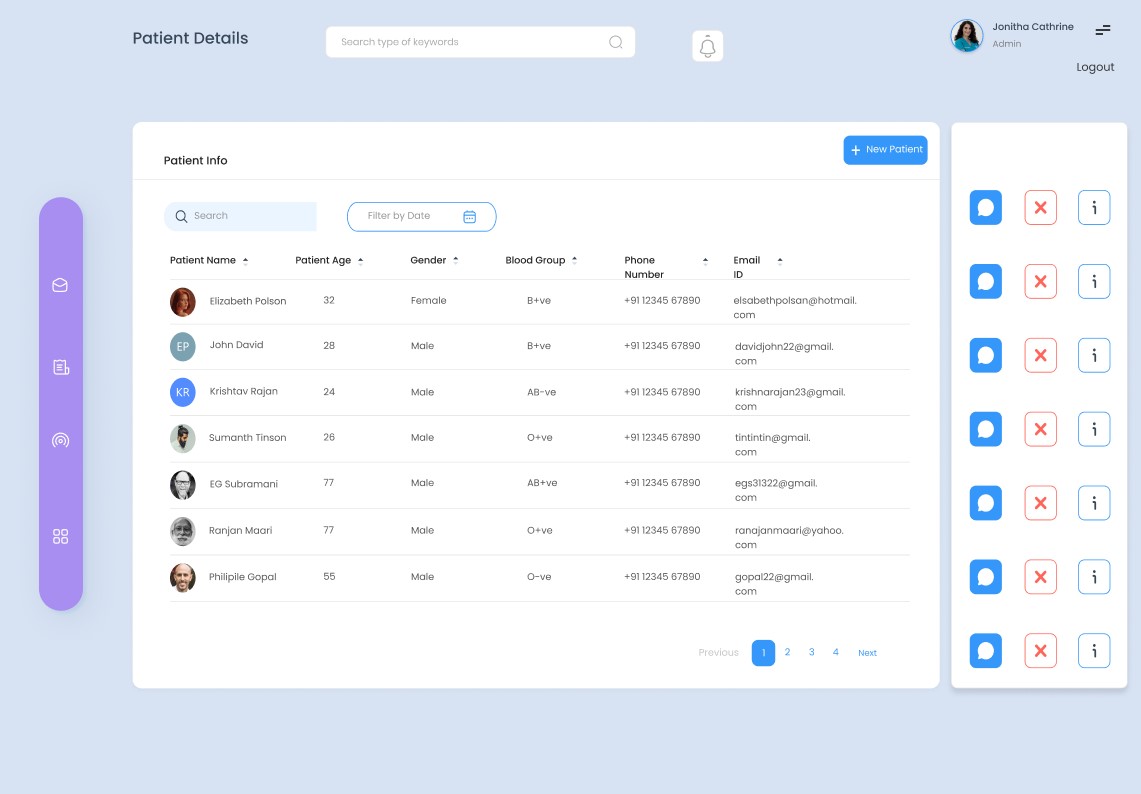 Patient Details
Search type of keywords
Jonitha Cathrine
Admin
Logout
Patient Info
+ New Patient
Search
Filter by Date
Patient Name Patient Age Gender Blood Group Phone Number Email ID
Elizabeth Polson 32 Female B+ve +91 12345 67890 elsabethpolsan@hotmail.
com
EP John David 28 Male B+ve +91 12345 67890 davidjohn22@gmail.
com
KR Krishtav Rajan 24 Male AB-ve +91 12345 67890 krishnarajan23@gmail.
com
Sumanth Tinson 26 Male O+ve +91 12345 67890 tintintin@gmail.
com
EG Subramani 77 Male AB+ve +91 12345 67890 egs31322@gmail.
com
Ranjan Maari 77 Male O+ve +91 12345 67890 ranajanmaari@yahoo.
com
Philipile Gopal 55 Male O-ve +91 12345 67890 gopal22@gmail.
com
Previous 1 2 3 4 Next